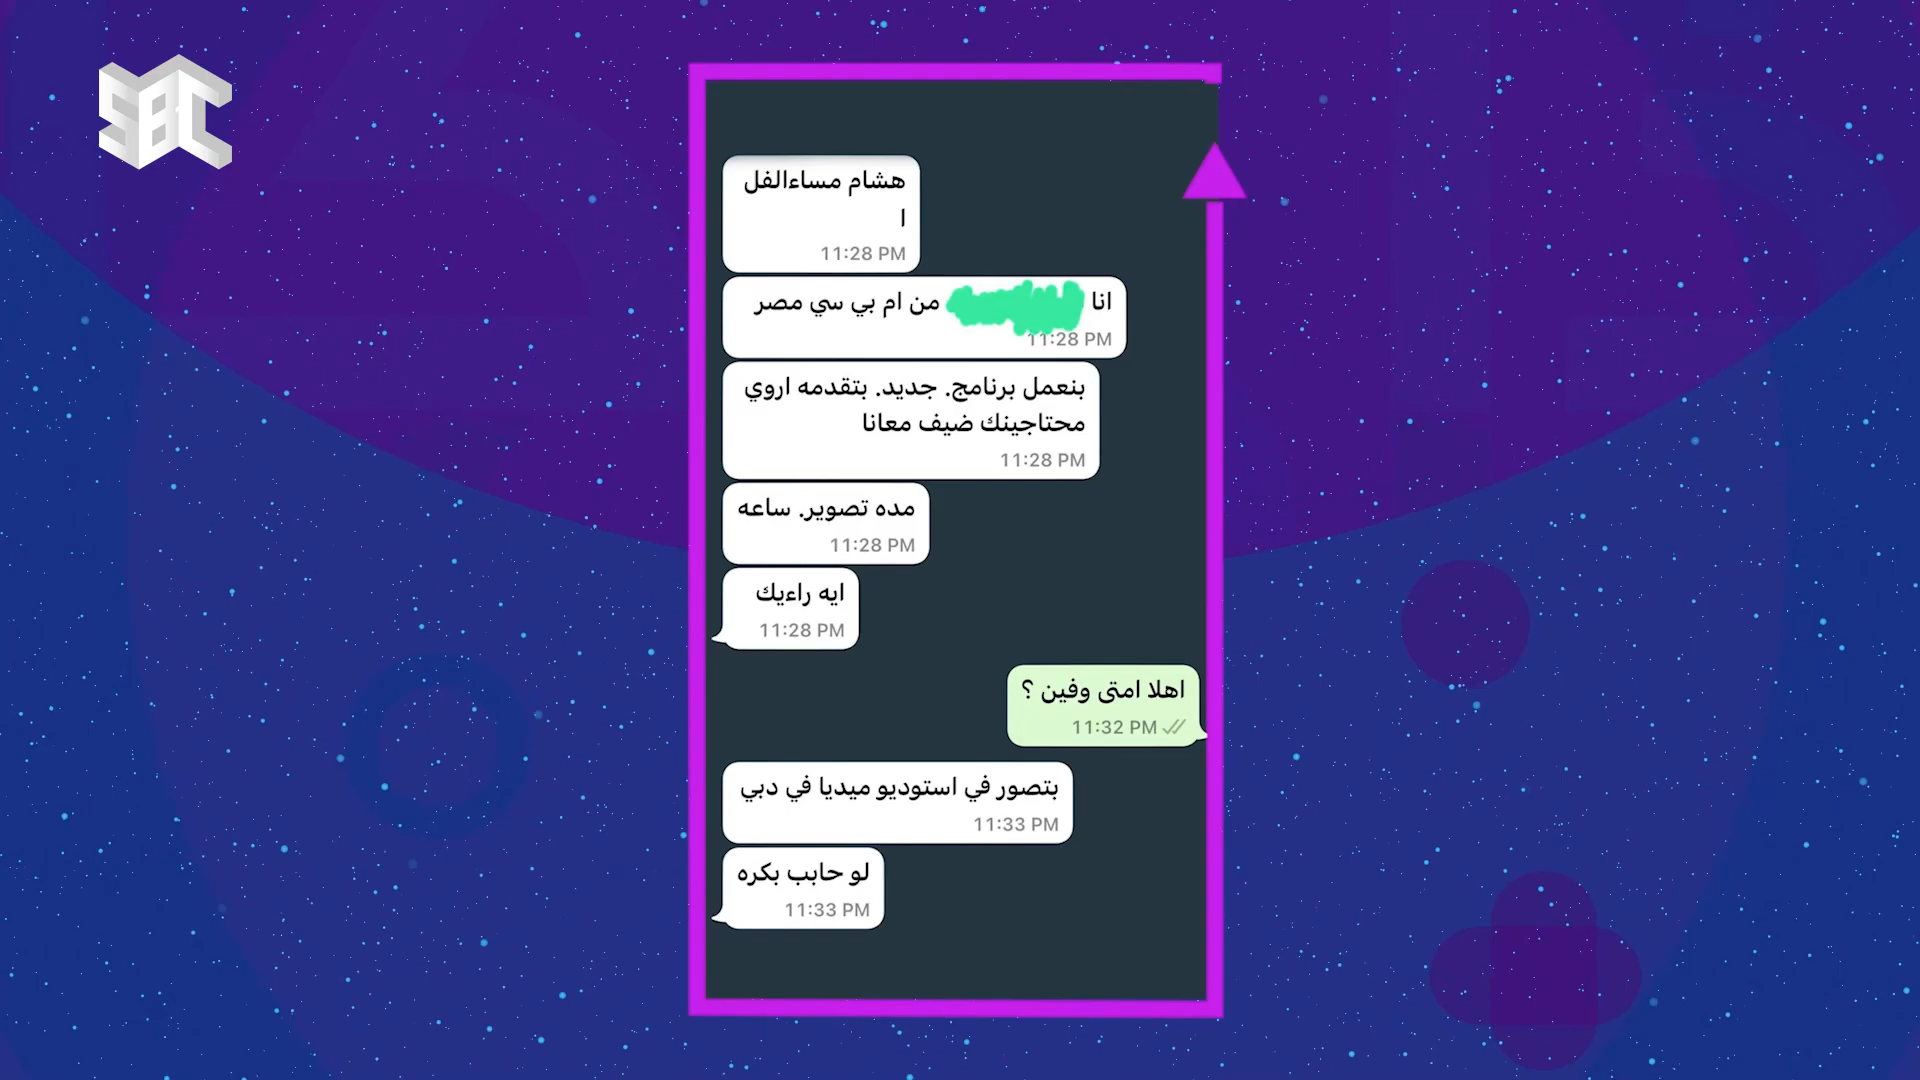 SBC
هشام مساءالفل
ا
11:28 PM
انا من ام بي سي مصر
11:28 PM
بنعمل برنامج. جديد. بتقدمه اروي
محتاجينك ضيف معانا
11:28 PM
مده تصوير. ساعه
11:28 PM
ايه راءيك
11:28 PM
اهلا امتى وفين ؟
11:32 PM
بتصور في استوديو ميديا في دبي
11:33 PM
لو حابب بكره
11:33 PM